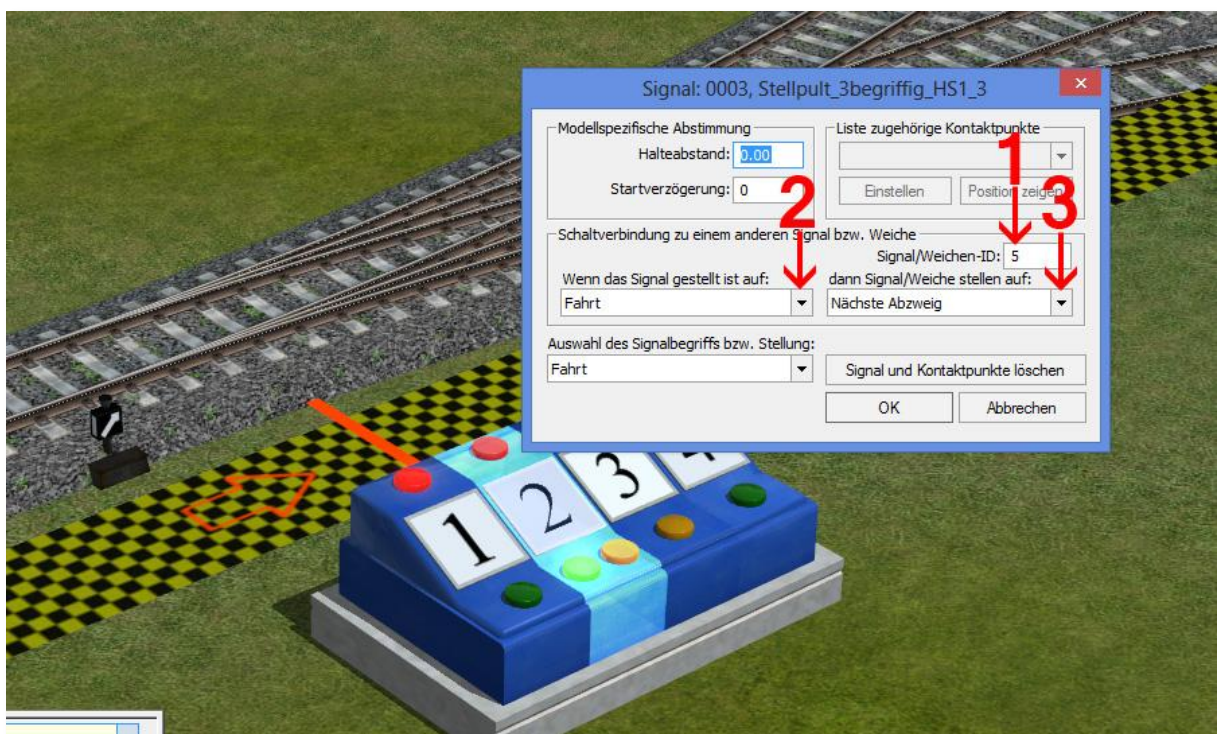 Signal: 0003, Stellpult_3begriffig_HS1_3
Modellspezifische Abstimmung
Halteabstand: 0.00
Startverzögerung: 0
Liste zugehörige Kontaktpunkte
Einstellen
Position zeigen
1
2
3
Schaltverbindung zu einem anderen Signal bzw. Weiche
Signal/Weichen-ID: 5
Wenn das Signal gestellt ist auf:
Fahrt
dann Signal/Weiche stellen auf:
Nächste Abzweig
Auswahl des Signalbegriffs bzw. Stellung:
Fahrt
Signal und Kontaktpunkte löschen
OK
Abbrechen
1
2
3
4